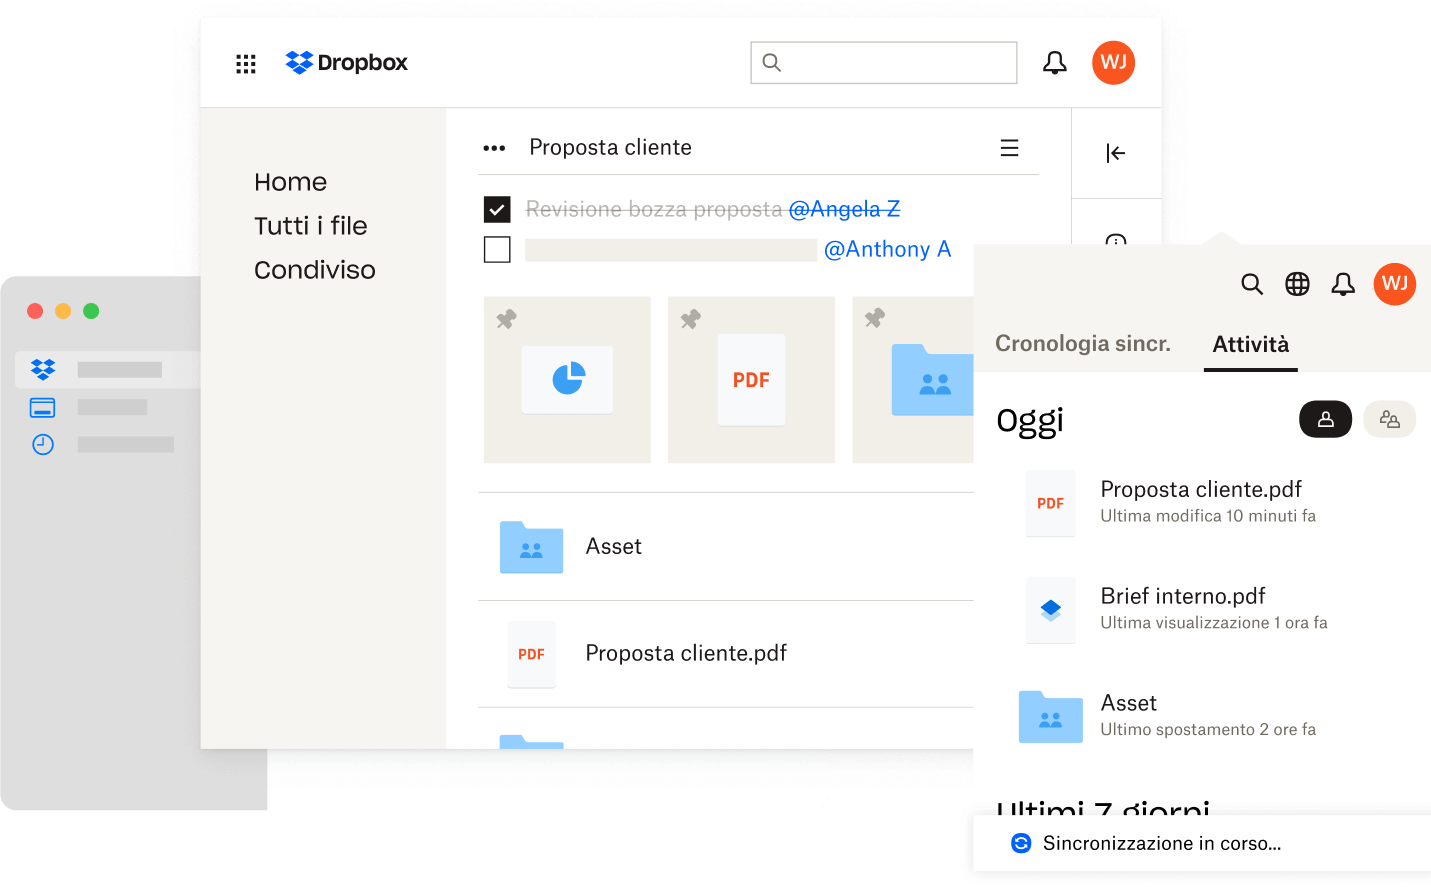 Dropbox
WJ
Home
Tutti i file
Condiviso
Proposta cliente
Revisione bozza proposta @Angela Z
@Anthony A
PDF
Asset
PDF
Proposta cliente.pdf
WJ
Cronologia sincr.
Attività
Oggi
PDF
Proposta cliente.pdf
Ultima modifica 10 minuti fa
Brief interno.pdf
Ultima visualizzazione 1 ora fa
Asset
Ultimo spostamento 2 ore fa
Ultimi 7 giorni
Sincronizzazione in corso...